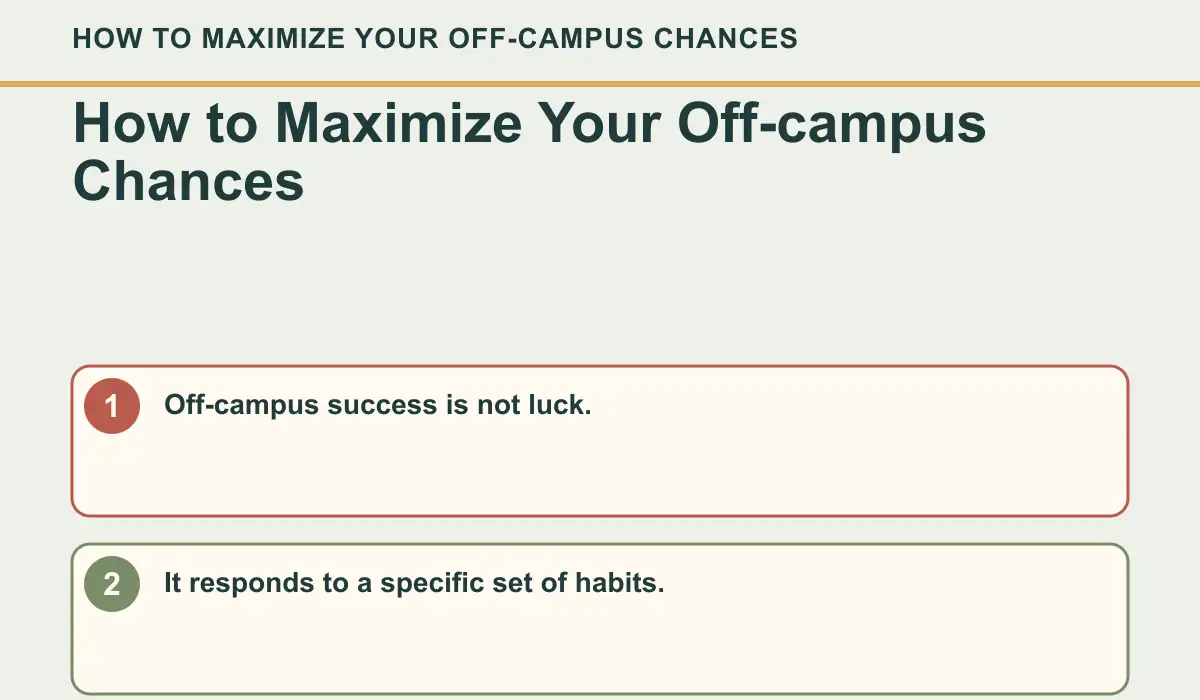 HOW TO MAXIMIZE YOUR OFF-CAMPUS CHANCES
How to Maximize Your Off-campus
Chances
1 Off-campus success is not luck.
2 It responds to a specific set of habits.